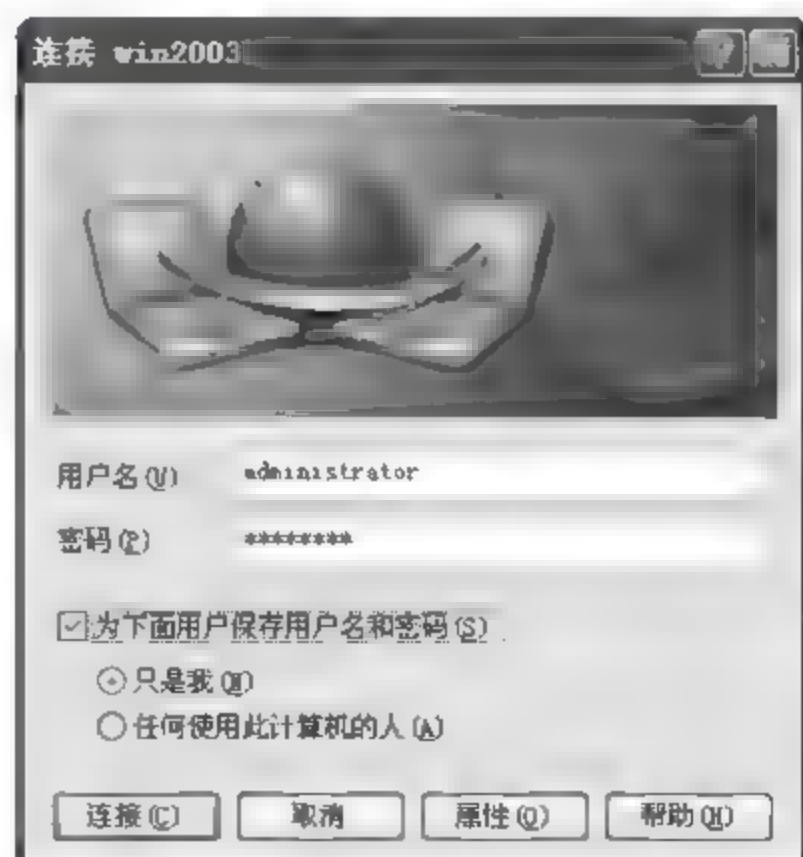 连接 win2003
用户名(U)
administrator
密码(P)
********
为下面用户保存用户名和密码(S)
只是我(N)
任何使用此计算机的人(A)
连接(C) 取消 属性(O) 帮助(H)